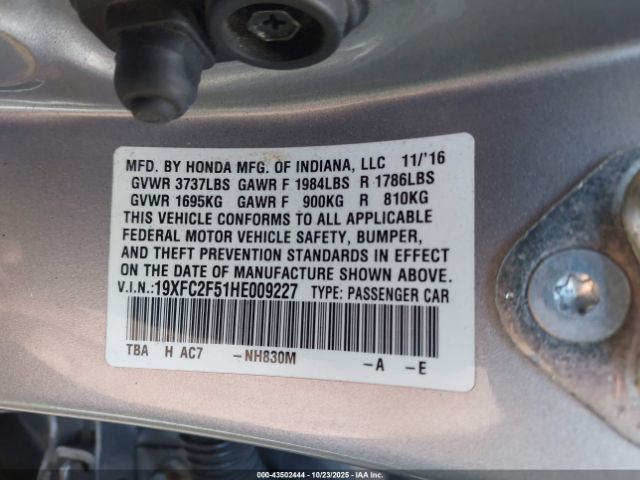 MFD. BY HONDA MFG. OF INDIANA, LLC 11/'16
GVWR 3737LBS GAWR F 1984LBS R 1786LBS
GVWR 1695KG GAWR F 900KG R 810KG
THIS VEHICLE CONFORMS TO ALL APPLICABLE
FEDERAL MOTOR VEHICLE SAFETY, BUMPER,
AND THEFT PREVENTION STANDARDS IN EFFECT
ON THE DATE OF MANUFACTURE SHOWN ABOVE.
V.I.N.:19XFC2F51HE009227 TYPE: PASSENGER CAR
TBA H AC7 -NH830M -A -E
000-43502444 - 10/23/2025 - IAA Inc.